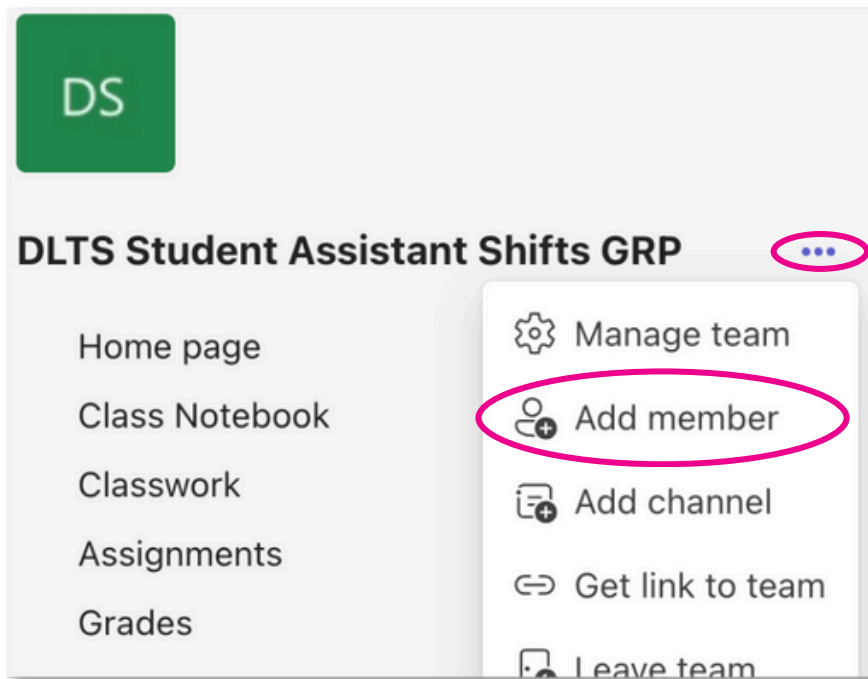 DS
DLTS Student Assistant Shifts GRP
Home page
Class Notebook
Classwork
Assignments
Grades
Manage team
Add member
Add channel
Get link to team
Leave team